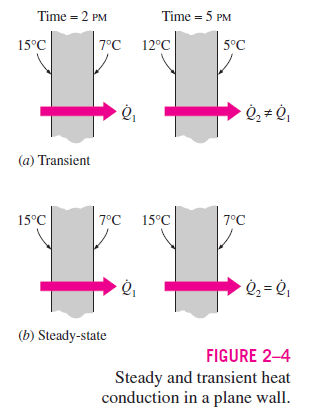 Time = 2 PM Time = 5 PM
15°C 7°C 12°C 5°C
Q̇₁ Q̇₂ ≠ Q̇₁
(a) Transient
15°C 7°C 15°C 7°C
Q̇₁ Q̇₂ = Q̇₁
(b) Steady-state
FIGURE 2–4
Steady and transient heat
conduction in a plane wall.